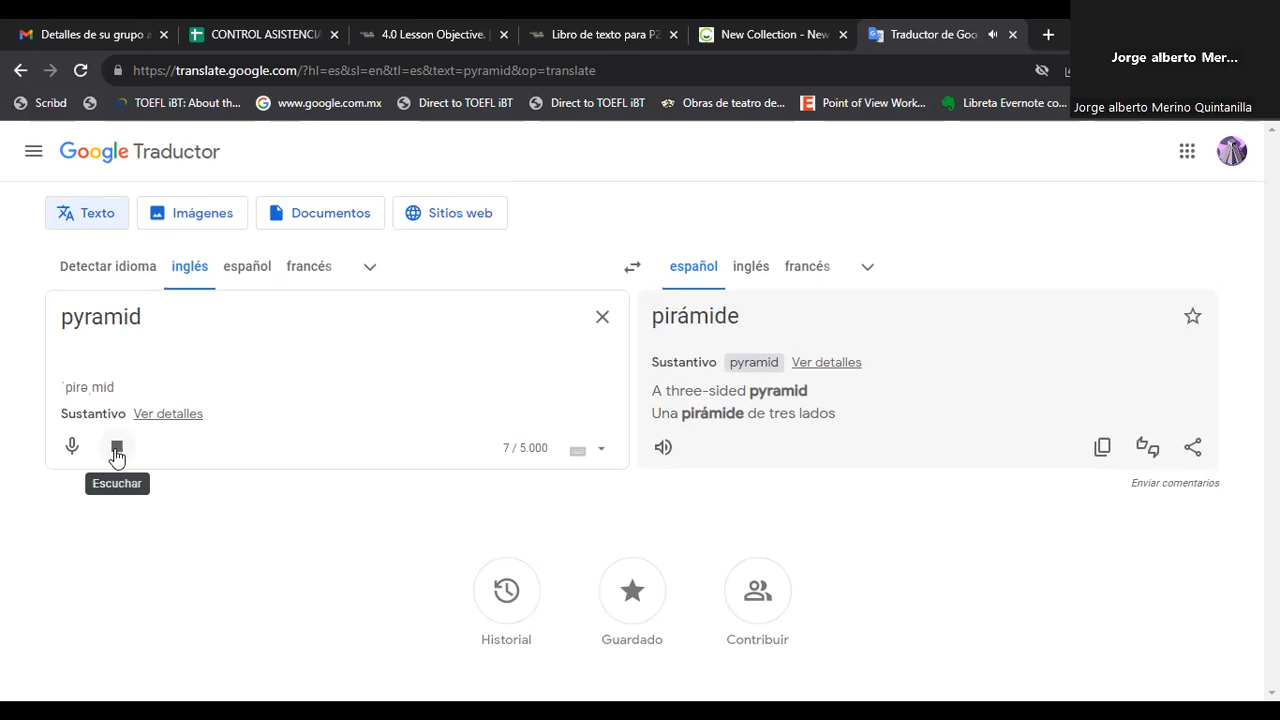 Detalles de su grupo a
CONTROL ASISTENCIA
4.0 Lesson Objective.
Libro de texto para P2
New Collection - New
Traductor de Goo
Jorge alberto Mer...
https://translate.google.com/?hl=es&sl=en&tl=es&text=pyramid&op=translate
Scribd
TOEFL iBT: About th...
www.google.com.mx
Direct to TOEFL iBT
Direct to TOEFL iBT
Obras de teatro de...
Point of View Work...
Libreta Evernote co...
Jorge alberto Merino Quintanilla
Google Traductor
Texto
Imágenes
Documentos
Sitios web
Detectar idioma inglés español francés
español inglés francés
pyramid
ˈpirəˌmid
Sustantivo Ver detalles
7 / 5.000
Escuchar
pirámide
Sustantivo pyramid Ver detalles
A three-sided pyramid
Una pirámide de tres lados
Enviar comentarios
Historial
Guardado
Contribuir